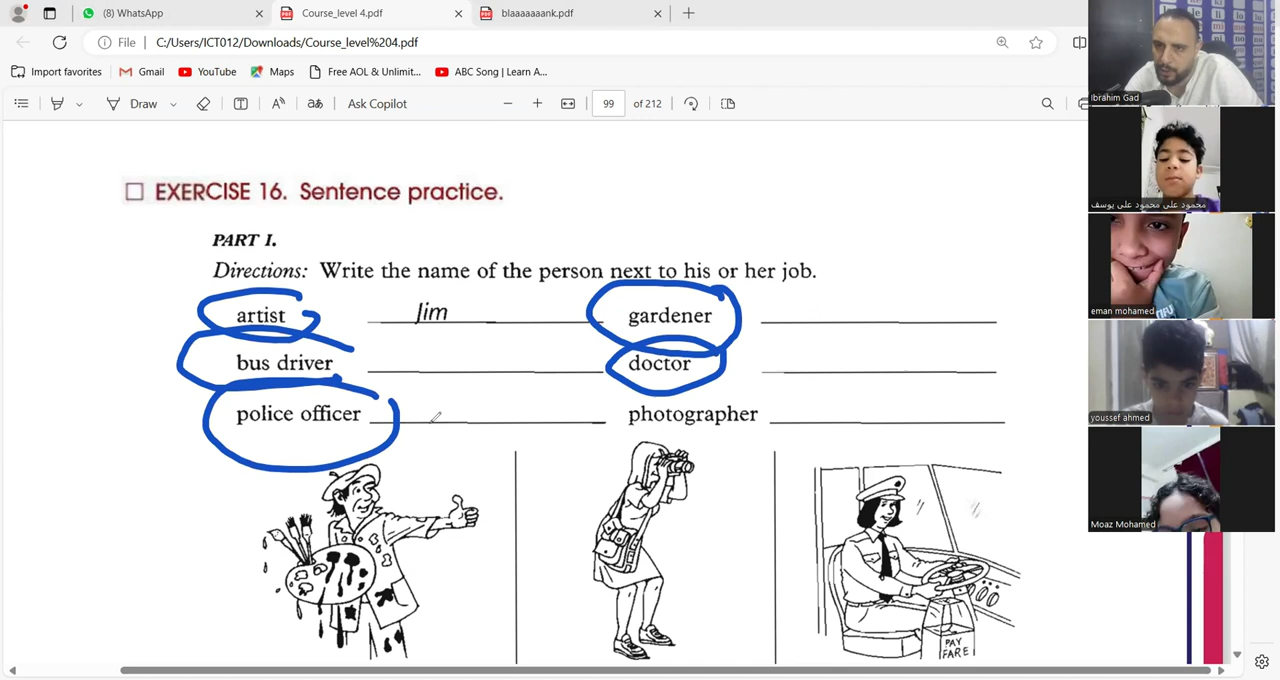 (8) WhatsApp
Course_level 4.pdf
blaaaaaaank.pdf
File C:/Users/ICT012/Downloads/Course_level%204.pdf
Import favorites Gmail YouTube Maps Free AOL & Unlimit... ABC Song | Learn A...
Draw Ask Copilot 99 of 212
EXERCISE 16. Sentence practice.
PART I.
Directions: Write the name of the person next to his or her job.
artist Jim gardener
bus driver doctor
police officer photographer
PAY
FARE
Ibrahim Gad
محمود علي محمود علي يوسف
eman mohamed
youssef ahmed
Moaz Mohamed